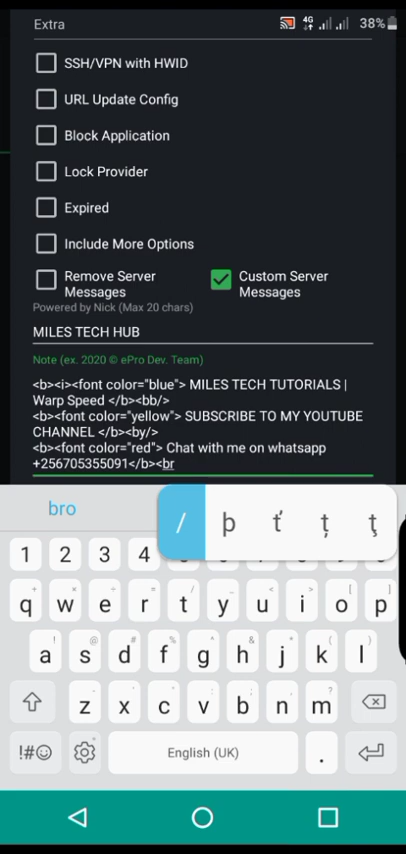 Extra 4G 38%
SSH/VPN with HWID
URL Update Config
Block Application
Lock Provider
Expired
Include More Options
Remove Server Messages
Custom Server Messages
Powered by Nick (Max 20 chars)
MILES TECH HUB
Note (ex. 2020 © ePro Dev. Team)
<b><i><font color="blue"> MILES TECH TUTORIALS |
Warp Speed </b><bb/>
<b><font color="yellow"> SUBSCRIBE TO MY YOUTUBE
CHANNEL </b><by/>
<b><font color="red"> Chat with me on whatsapp
+256705355091</b><br
bro / þ ť ț ţ
1 2 3 4
q w e r t y u i o p
a s d f g h j k l
z x c v b n m
!#☺ English (UK) .